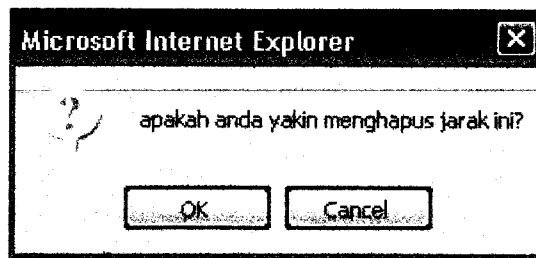 Microsoft Internet Explorer
apakah anda yakin menghapus jarak ini?
OK
Cancel